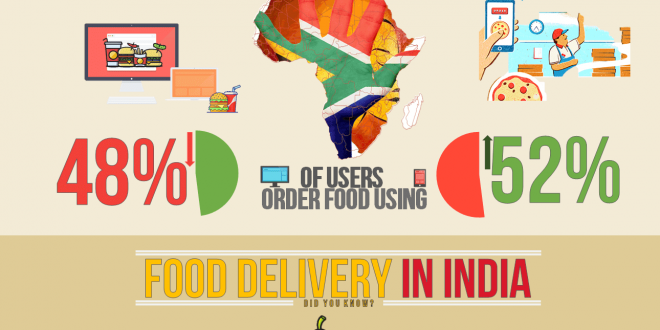 48%
OF USERS
ORDER FOOD USING
52%
FOOD DELIVERY IN INDIA
DID YOU KNOW?